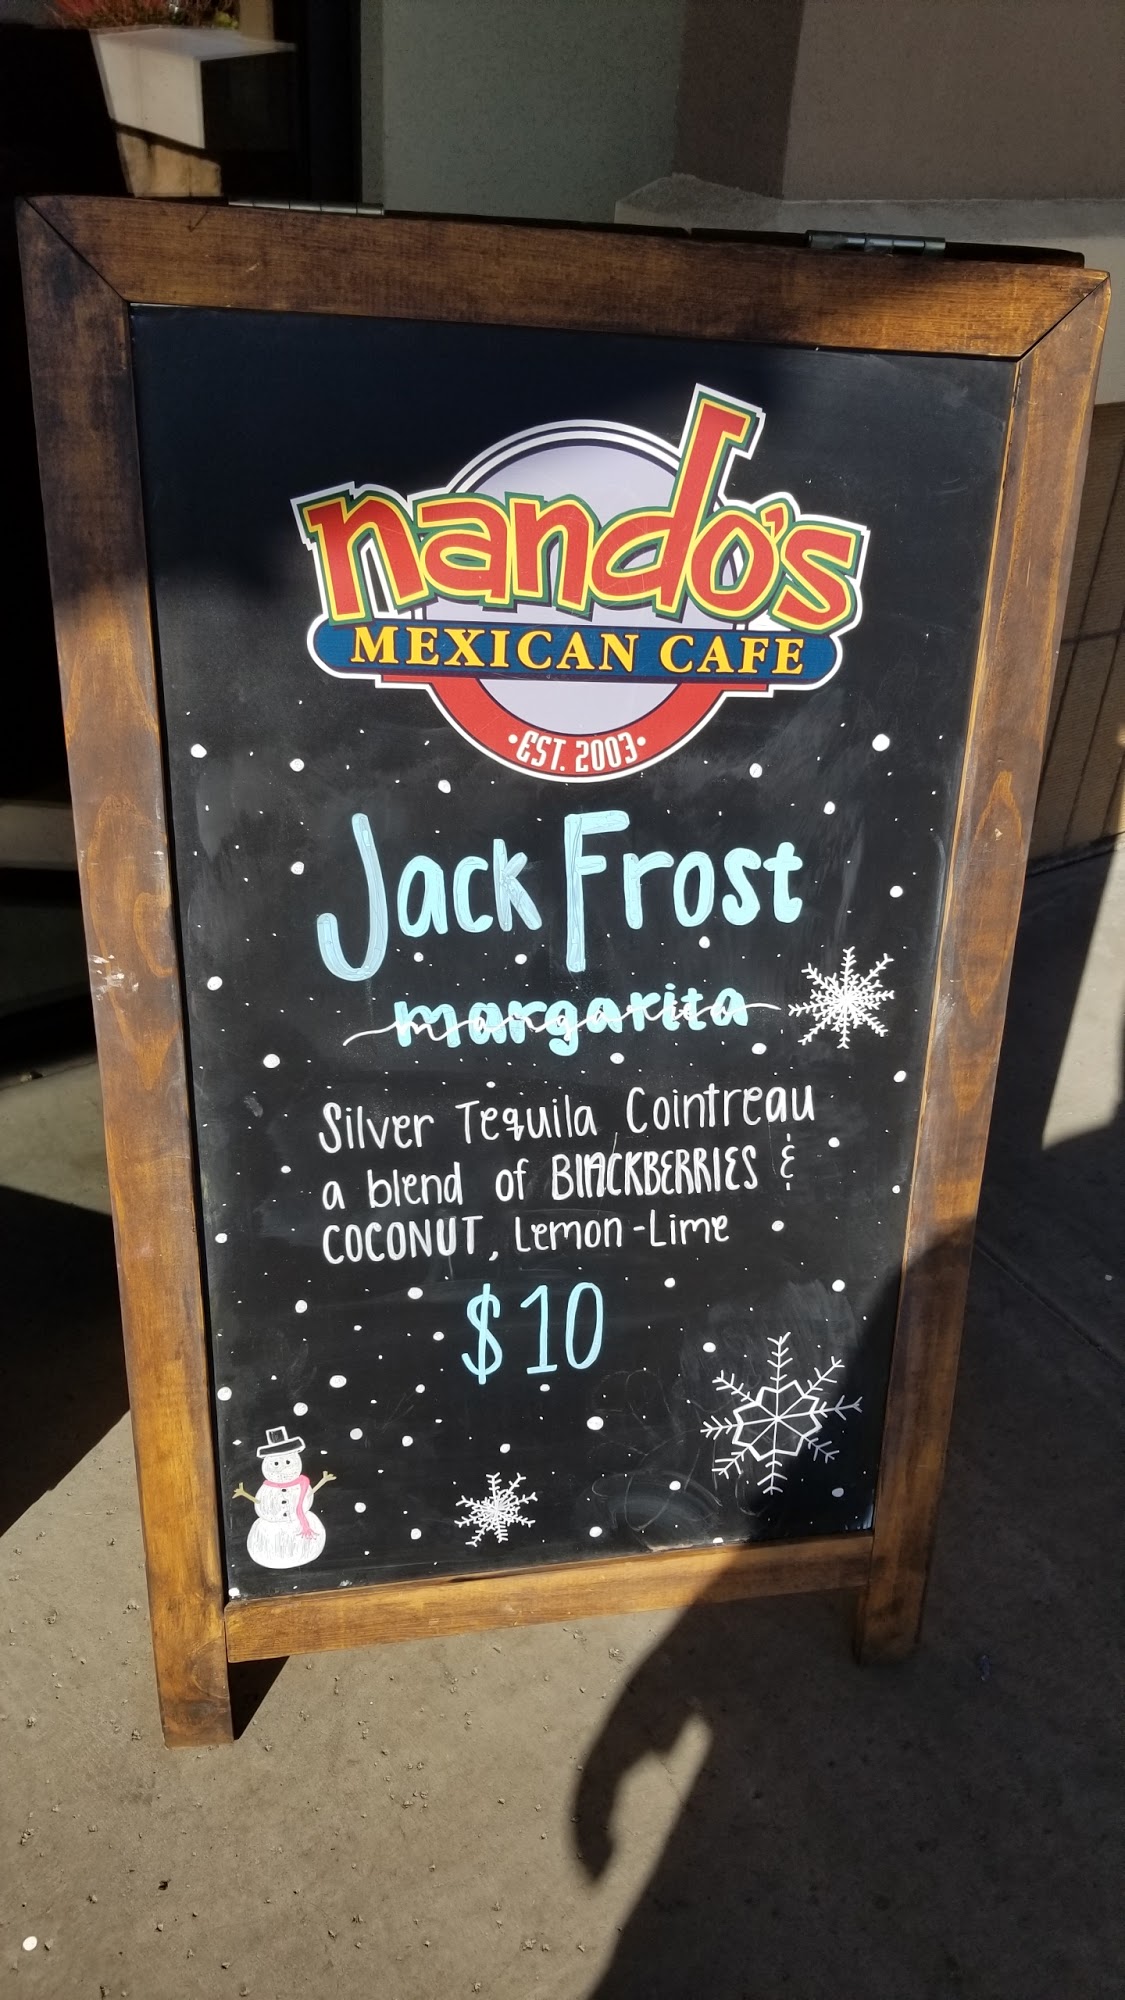 nando's
MEXICAN CAFE
•EST. 2003•
Jack Frost
margarita
Silver Tequila Cointreau
a blend of BlACKBERRIES &
COCONUT, Lemon-Lime
$10